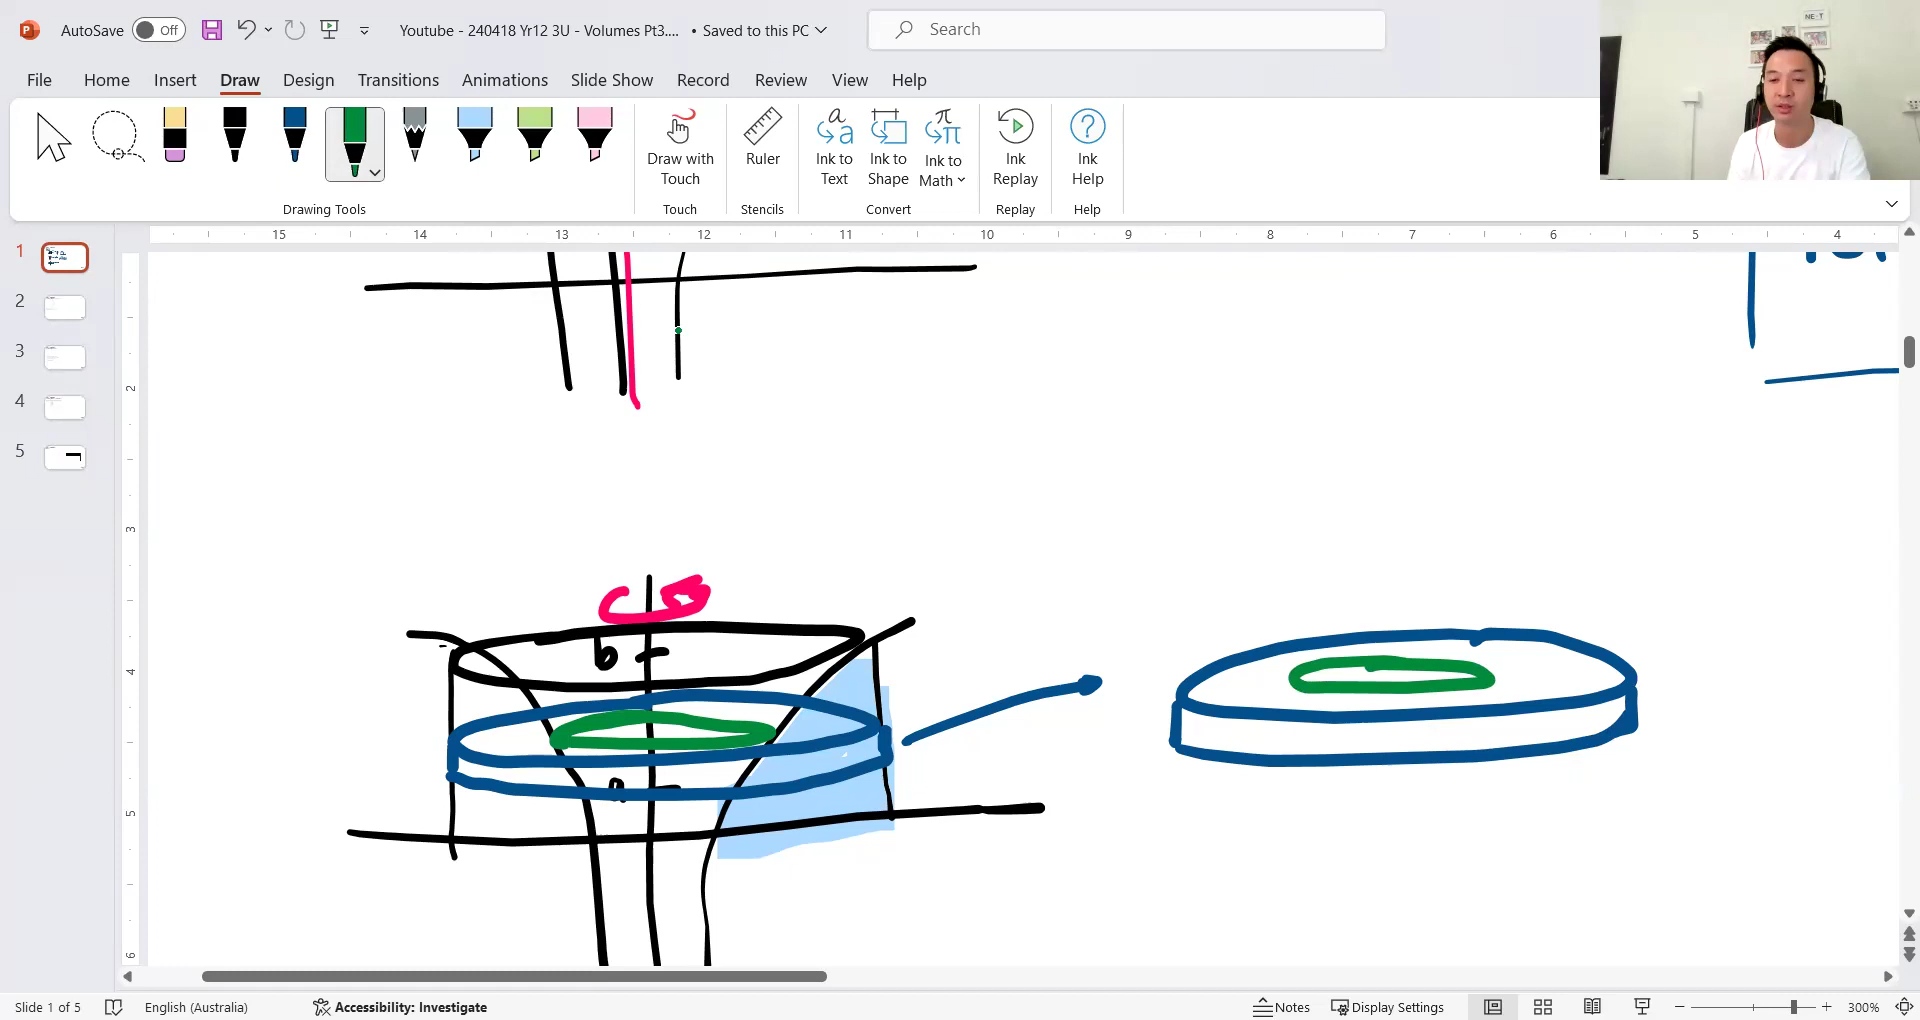 AutoSave Off Youtube - 240418 Yr12 3U - Volumes Pt3.... • Saved to this PC Search
NEXT
File Home Insert Draw Design Transitions Animations Slide Show Record Review View Help
Draw with Touch
Ruler
Ink to Text
Ink to Shape
Ink to Math
Ink Replay
Ink Help
Drawing Tools Touch Stencils Convert Replay Help
15 14 13 12 11 10 9 8 7 6 5 4
1
2
3
4
5
2
3
4
5
6
b
a
Slide 1 of 5 English (Australia) Accessibility: Investigate Notes Display Settings 300%